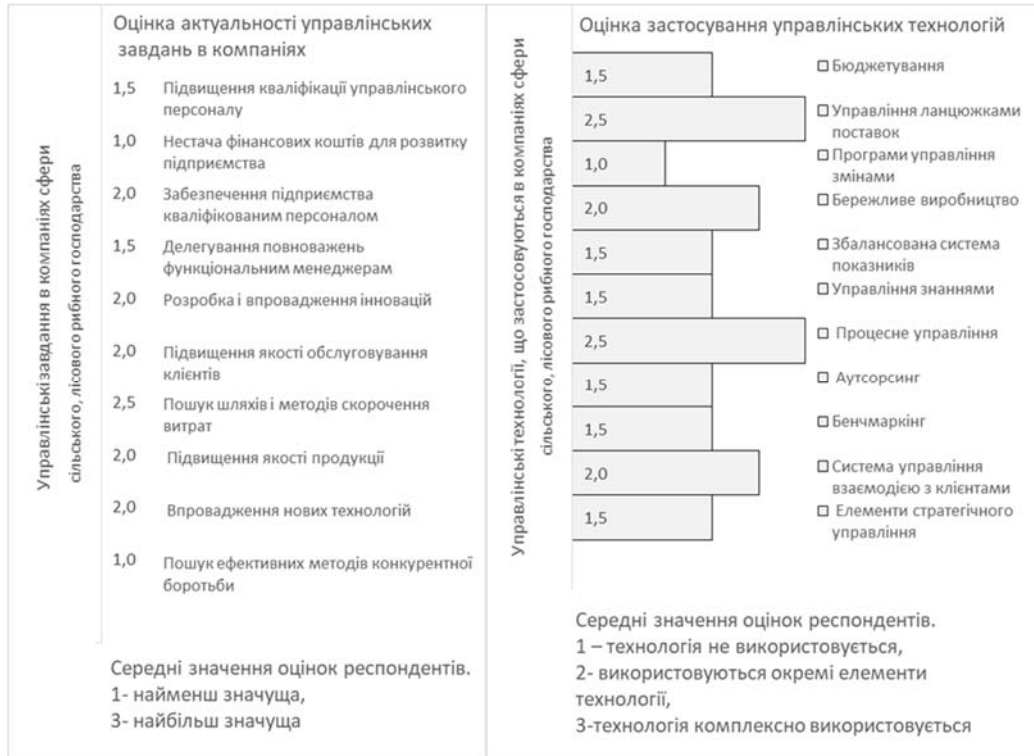 Оцінка актуальності управлінських
завдань в компаніях
Управлінські завдання в компаніях сфери
сільського, лісового рибного господарства
1,5 Підвищення кваліфікації управлінського
персоналу
1,0 Нестача фінансових коштів для розвитку
підприємства
2,0 Забезпечення підприємства
кваліфікованим персоналом
1,5 Делегування повноважень
функціональним менеджерам
2,0 Розробка і впровадження інновацій
2,0 Підвищення якості обслуговування
клієнтів
2,5 Пошук шляхів і методів скорочення
витрат
2,0 Підвищення якості продукції
2,0 Впровадження нових технологій
1,0 Пошук ефективних методів конкурентної
боротьби
Середні значення оцінок респондентів.
1- найменш значуща,
3- найбільш значуща
Оцінка застосування управлінських технологій
Управлінські технології, що застосовуються в компаніях сфери
сільського, лісового рибного господарства
1,5 Бюджетування
2,5 Управління ланцюжками
поставок
1,0 Програми управління
змінами
2,0 Бережливе виробництво
1,5 Збалансована система
показників
1,5 Управління знаннями
2,5 Процесне управління
1,5 Аутсорсинг
1,5 Бенчмаркінг
2,0 Система управління
взаємодією з клієнтами
1,5 Елементи стратегічного
управління
Середні значення оцінок респондентів.
1 – технологія не використовується,
2- використовуються окремі елементи
технології,
3-технологія комплексно використовується